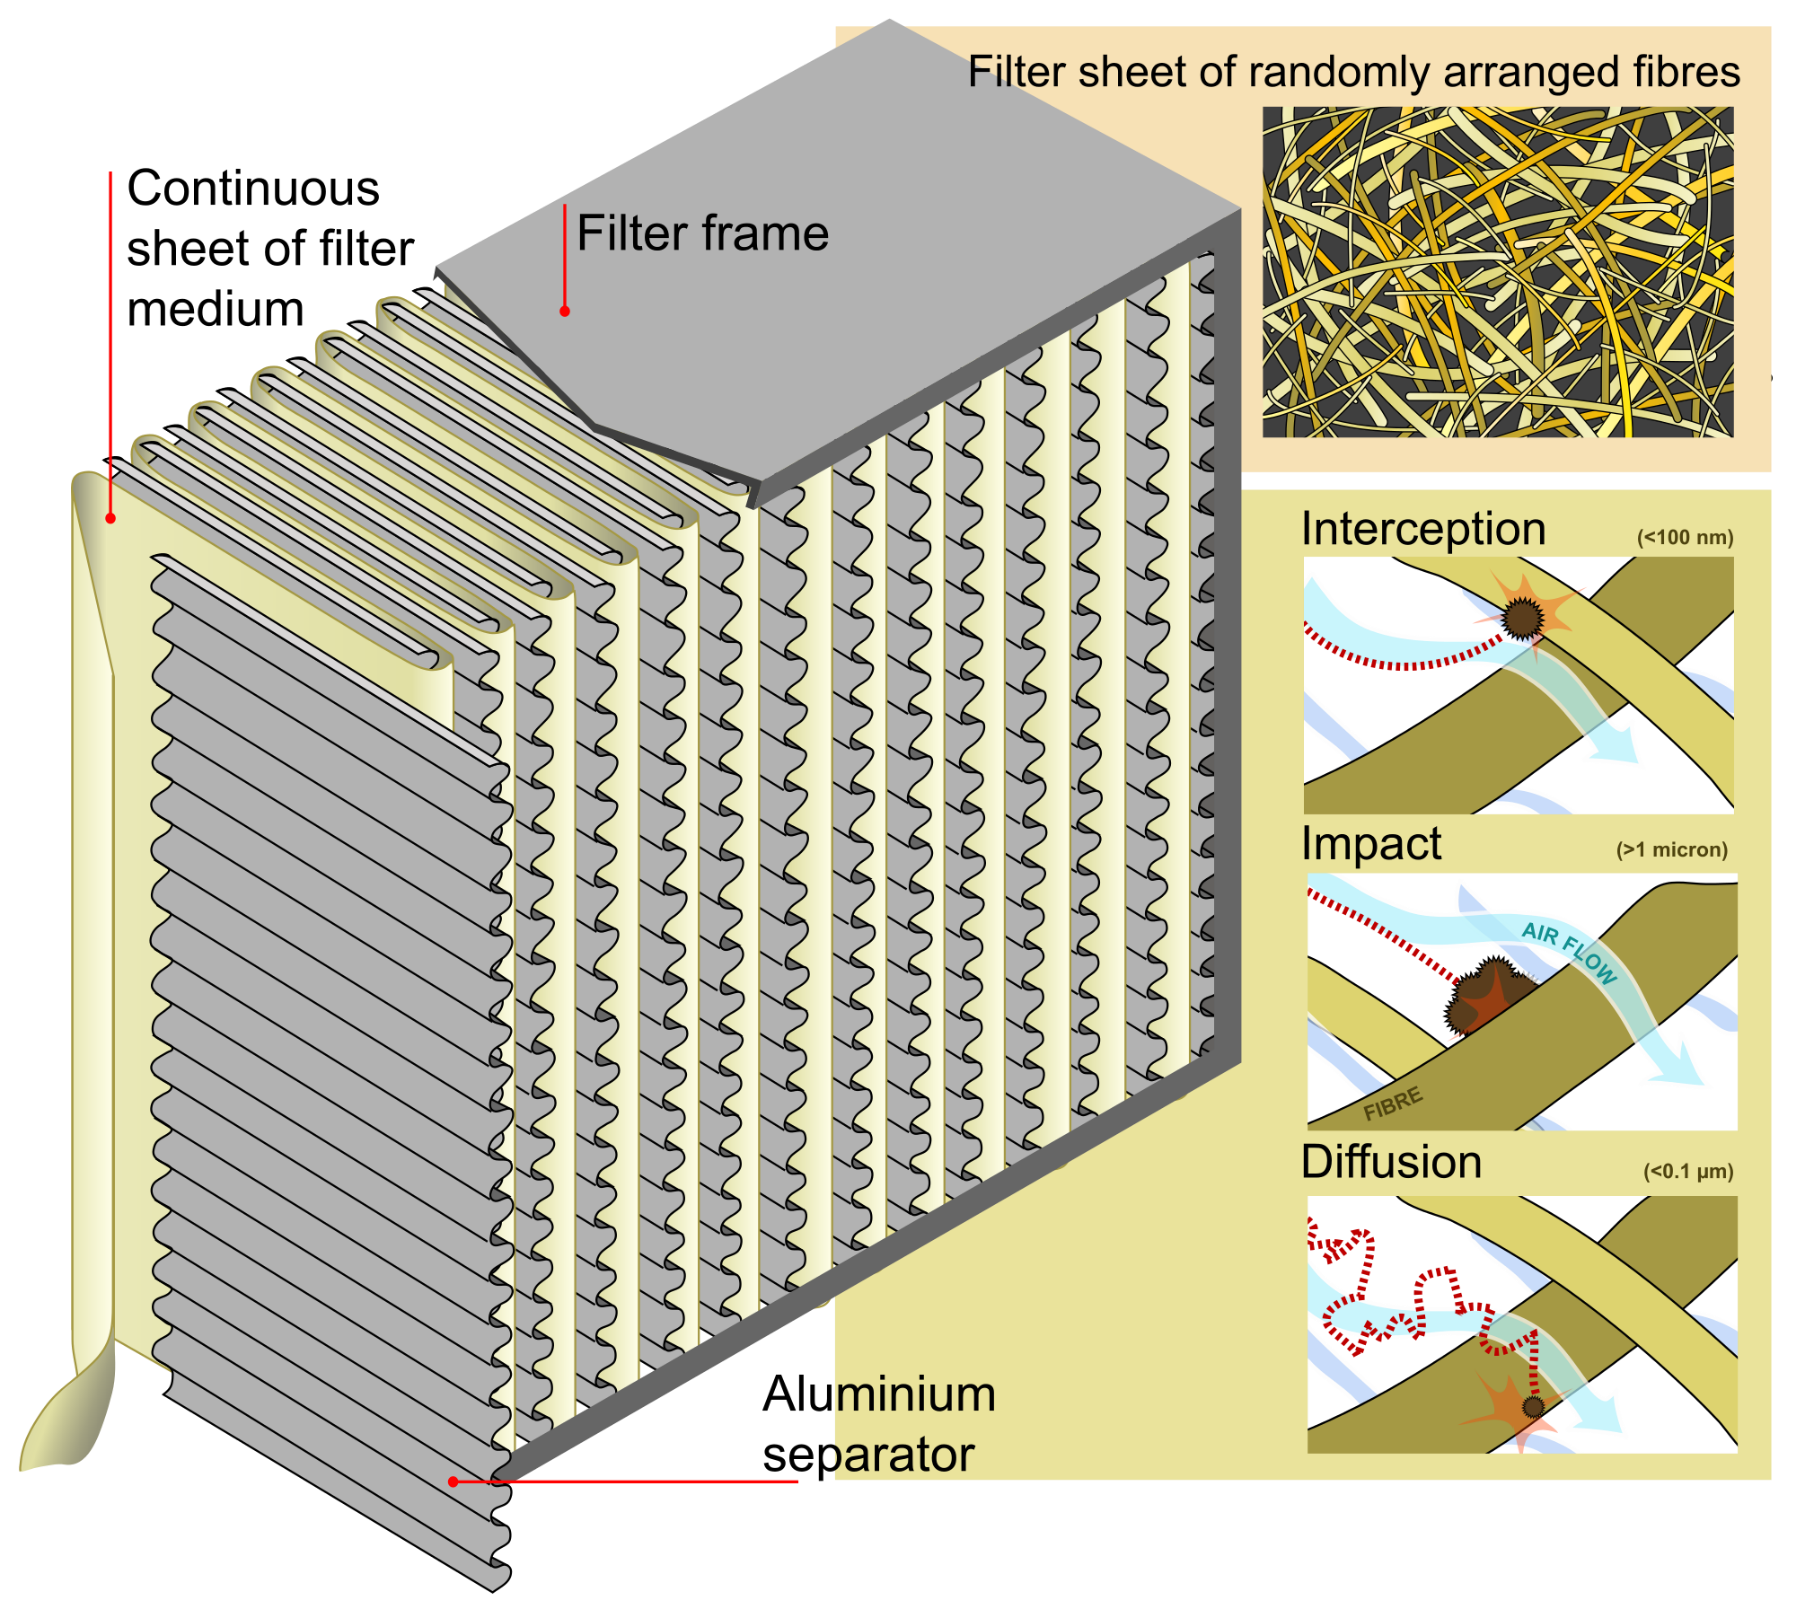 Filter sheet of randomly arranged fibres
Continuous
sheet of filter
medium
Filter frame
Interception
(<100 nm)
Impact
(>1 micron)
AIR FLOW
FIBRE
Diffusion
(<0.1 µm)
Aluminium
separator